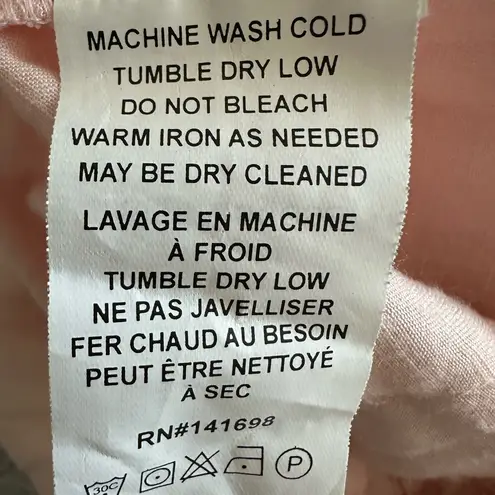 MACHINE WASH COLD
TUMBLE DRY LOW
DO NOT BLEACH
WARM IRON AS NEEDED
MAY BE DRY CLEANED
LAVAGE EN MACHINE
À FROID
TUMBLE DRY LOW
NE PAS JAVELLISER
FER CHAUD AU BESOIN
PEUT ÊTRE NETTOYÉ
À SEC
RN#141698
30C P